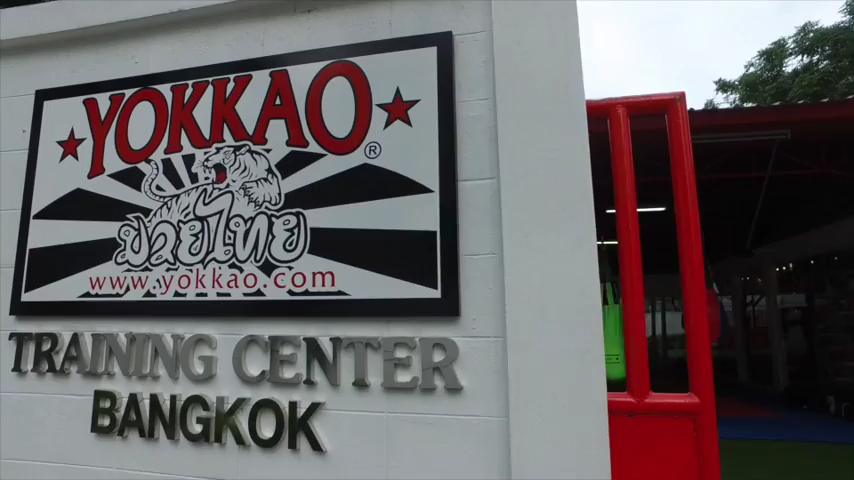 YOKKAO
®
มวยไทย
www.yokkao.com
TRAINING CENTER
BANGKOK